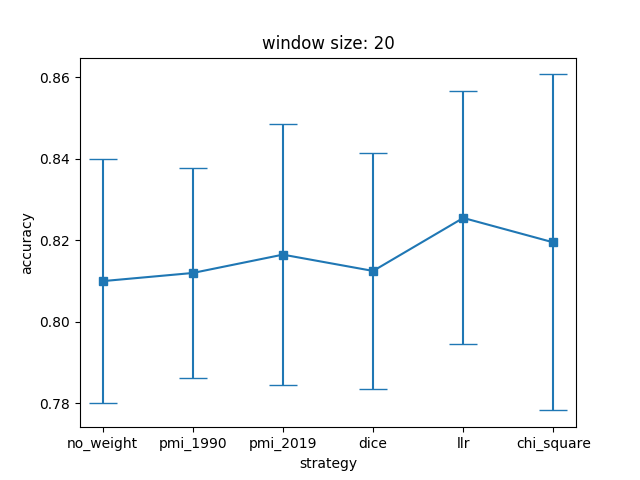 window size: 20
0.86
0.84
0.82
0.80
0.78
accuracy
no_weight pmi_1990 pmi_2019 dice llr chi_square
strategy